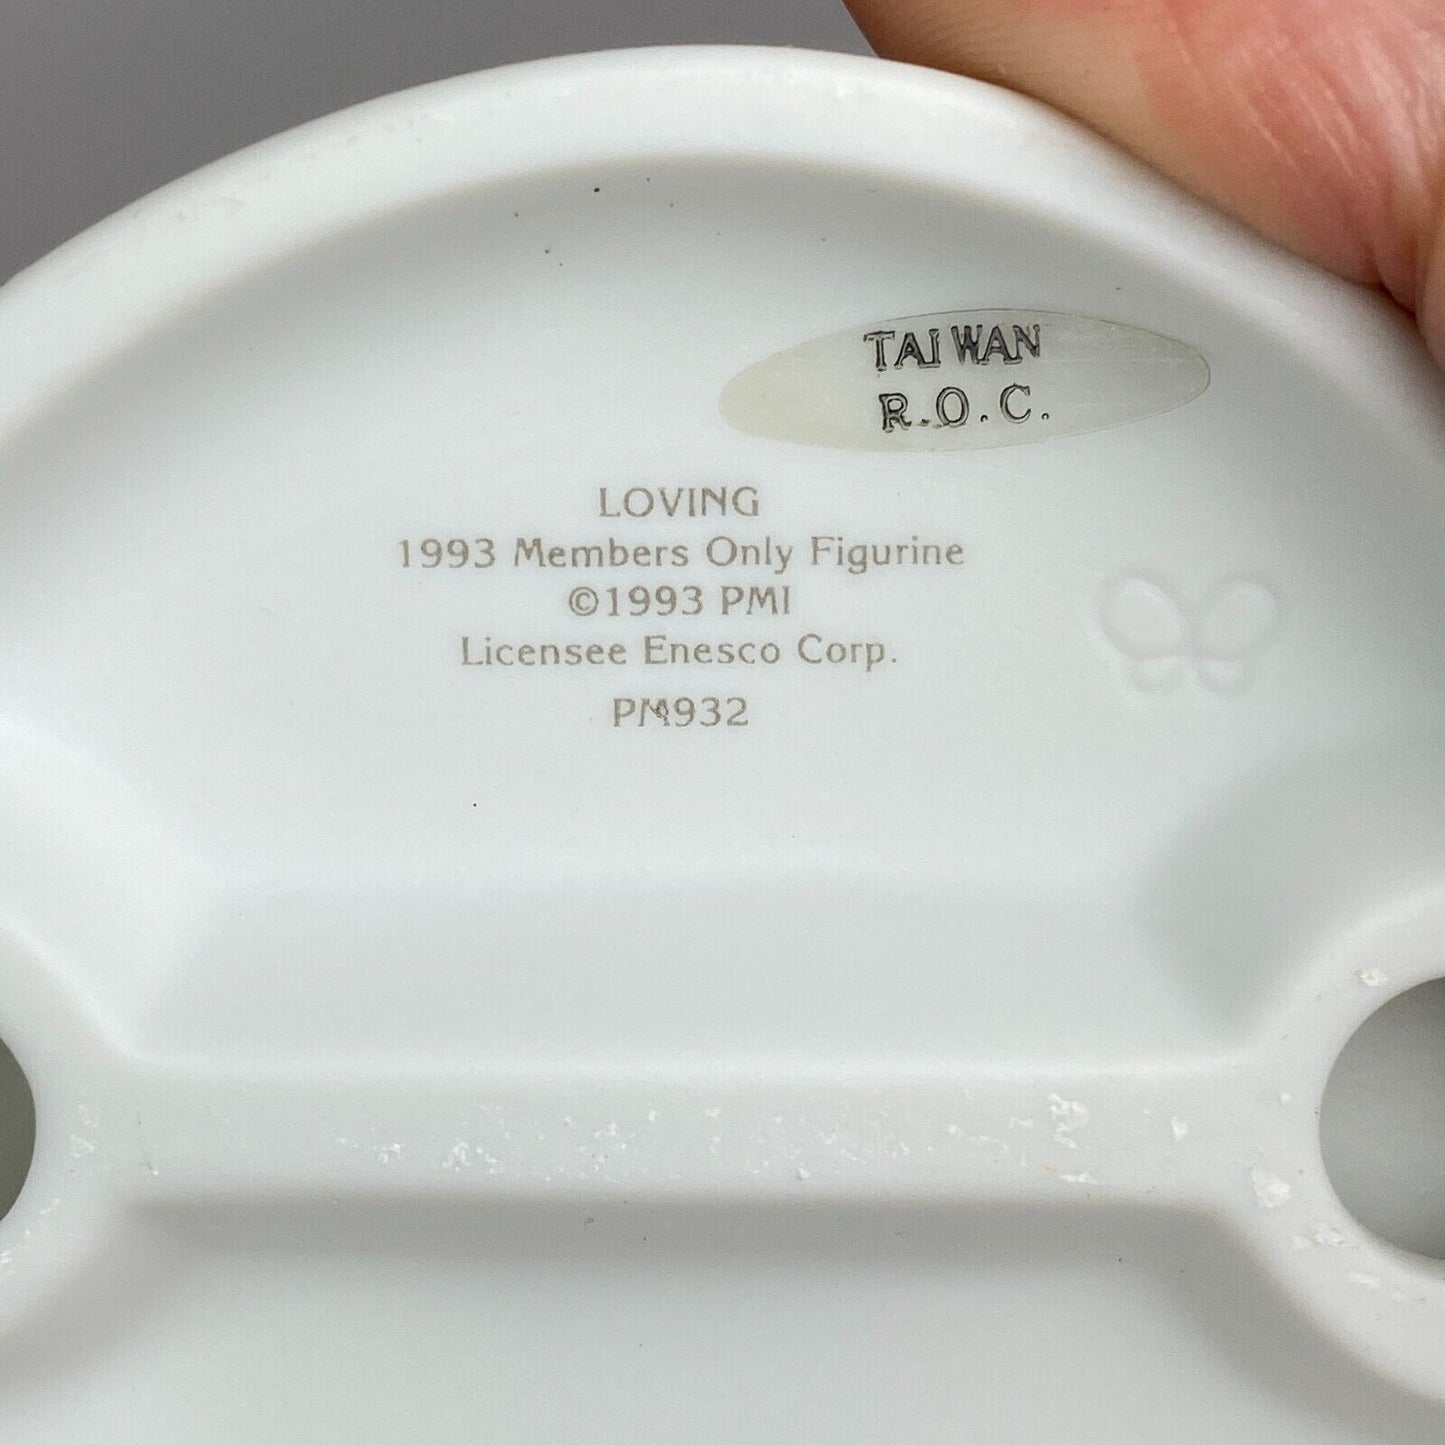 TAIWAN
R.O.C.
LOVING
1993 Members Only Figurine
©1993 PMI
Licensee Enesco Corp.
PM932